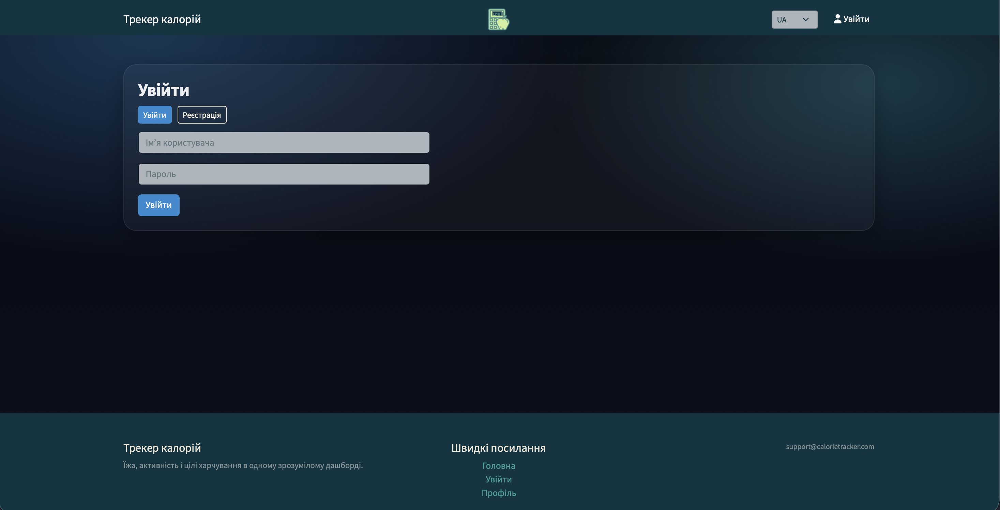 Трекер калорій
kcal
UA
Увійти
Увійти
Увійти
Реєстрація
Ім’я користувача
Пароль
Увійти
Трекер калорій
Їжа, активність і цілі харчування в одному зрозумілому дашборді.
Швидкі посилання
Головна
Увійти
Профіль
support@calorietracker.com